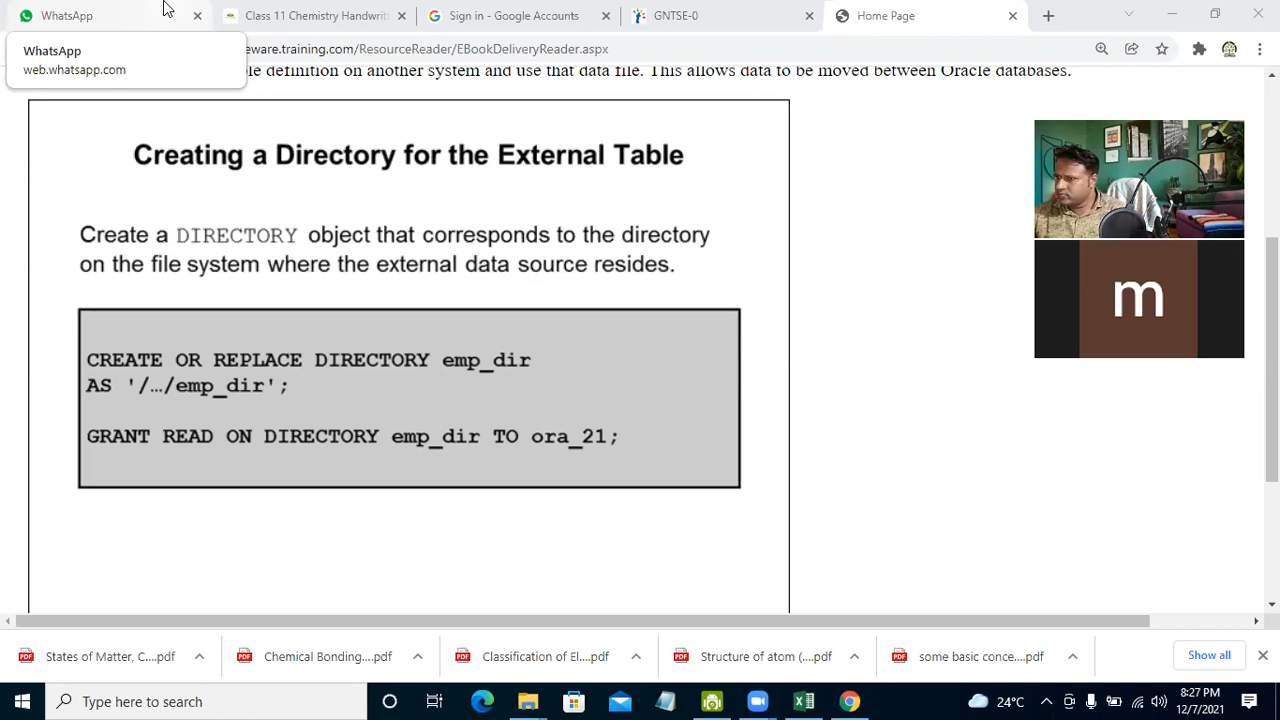 WhatsApp
Class 11 Chemistry Handwrit
Sign in - Google Accounts
GNTSE-0
Home Page
WhatsApp
web.whatsapp.com
eware.training.com/ResourceReader/EBookDeliveryReader.aspx
definition on another system and use that data file. This allows data to be moved between Oracle databases.
Creating a Directory for the External Table
Create a DIRECTORY object that corresponds to the directory
on the file system where the external data source resides.
CREATE OR REPLACE DIRECTORY emp_dir
AS '/…/emp_dir';
GRANT READ ON DIRECTORY emp_dir TO ora_21;
m
States of Matter, C....pdf
Chemical Bonding....pdf
Classification of El....pdf
Structure of atom (....pdf
some basic conce....pdf
Show all
Type here to search
24°C
8:27 PM
12/7/2021